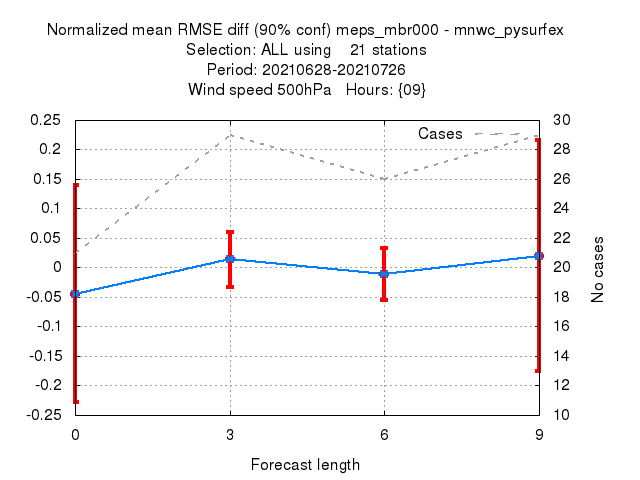 Normalized mean RMSE diff (90% conf) meps_mbr000 - mnwc_pysurfex
Selection: ALL using    21 stations
Period: 20210628-20210726
Wind speed 500hPa   Hours: {09}
Cases
0.25
0.2
0.15
0.1
0.05
0
-0.05
-0.1
-0.15
-0.2
-0.25
30
28
26
24
22
20
18
16
14
12
10
No cases
0 3 6 9
Forecast length